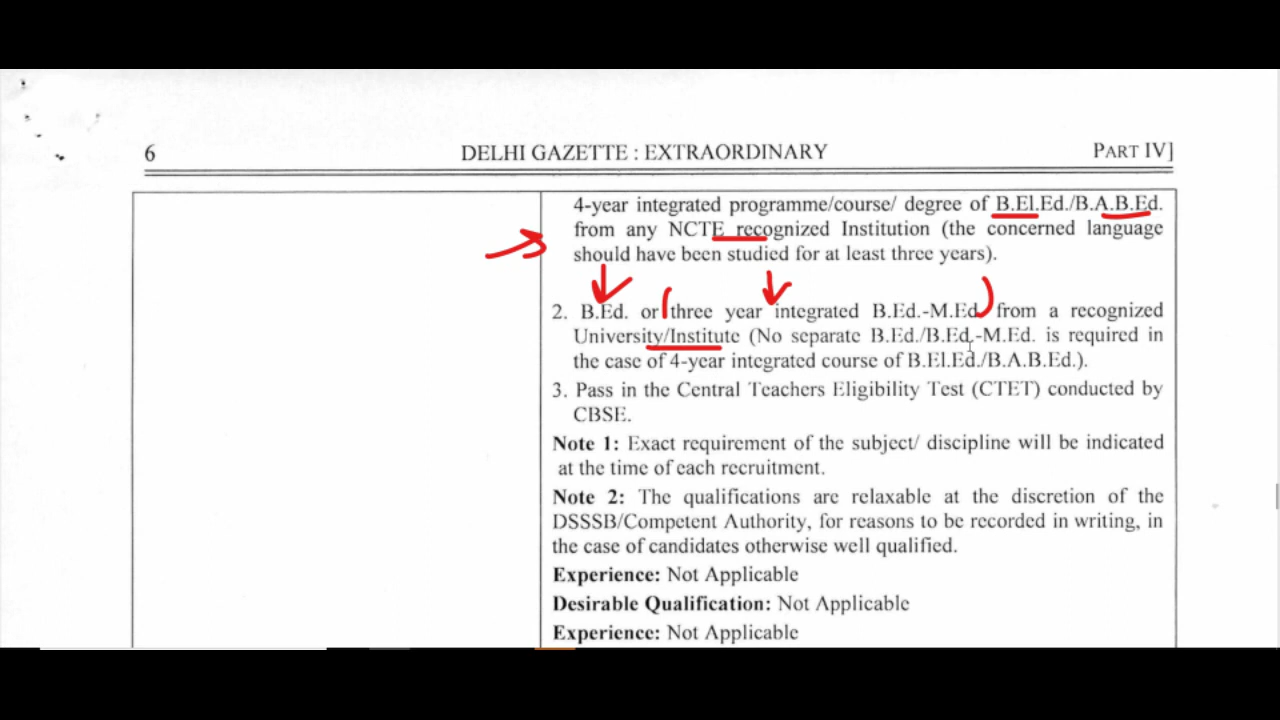 6 DELHI GAZETTE : EXTRAORDINARY PART IV]
4-year integrated programme/course/ degree of B.El.Ed./B.A.B.Ed.
from any NCTE recognized Institution (the concerned language
should have been studied for at least three years).
2. B.Ed. or three year integrated B.Ed.-M.Ed. from a recognized
University/Institute (No separate B.Ed./B.Ed.-M.Ed. is required in
the case of 4-year integrated course of B.El.Ed./B.A.B.Ed.).
3. Pass in the Central Teachers Eligibility Test (CTET) conducted by
CBSE.
Note 1: Exact requirement of the subject/ discipline will be indicated
at the time of each recruitment.
Note 2: The qualifications are relaxable at the discretion of the
DSSSB/Competent Authority, for reasons to be recorded in writing, in
the case of candidates otherwise well qualified.
Experience: Not Applicable
Desirable Qualification: Not Applicable
Experience: Not Applicable